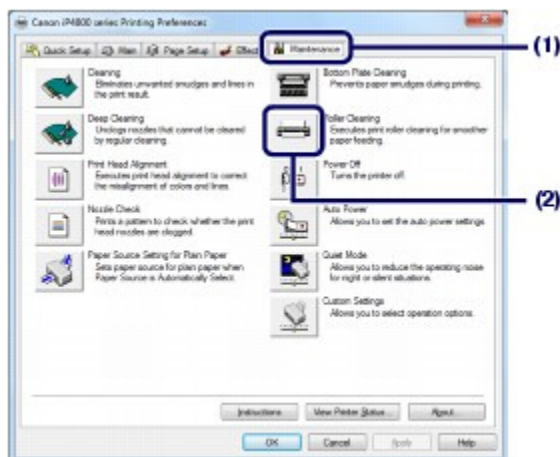 Canon iP4800 series Printing Preferences
Quick Setup Main Page Setup Effects Maintenance
(1)
Cleaning
Eliminates unwanted smudges and lines in
the print result.
Bottom Plate Cleaning
Prevents paper smudges during printing.
Deep Cleaning
Unclogs nozzles that cannot be cleared
by regular cleaning.
Roller Cleaning
Executes print roller cleaning for smoother
paper feeding.
Print Head Alignment
Executes print head alignment to correct
the misalignment of colors and lines.
Power Off
Turns the printer off.
(2)
Nozzle Check
Prints a pattern to check whether the print
head nozzles are clogged.
Auto Power
Allows you to set the auto power settings.
Paper Source Setting for Plain Paper
Sets paper source for plain paper when
Paper Source is Automatically Select.
Quiet Mode
Allows you to reduce the operating noise
for night or silent situations.
Custom Settings
Allows you to select operation options.
Instructions View Printer Status... About...
OK Cancel Apply Help